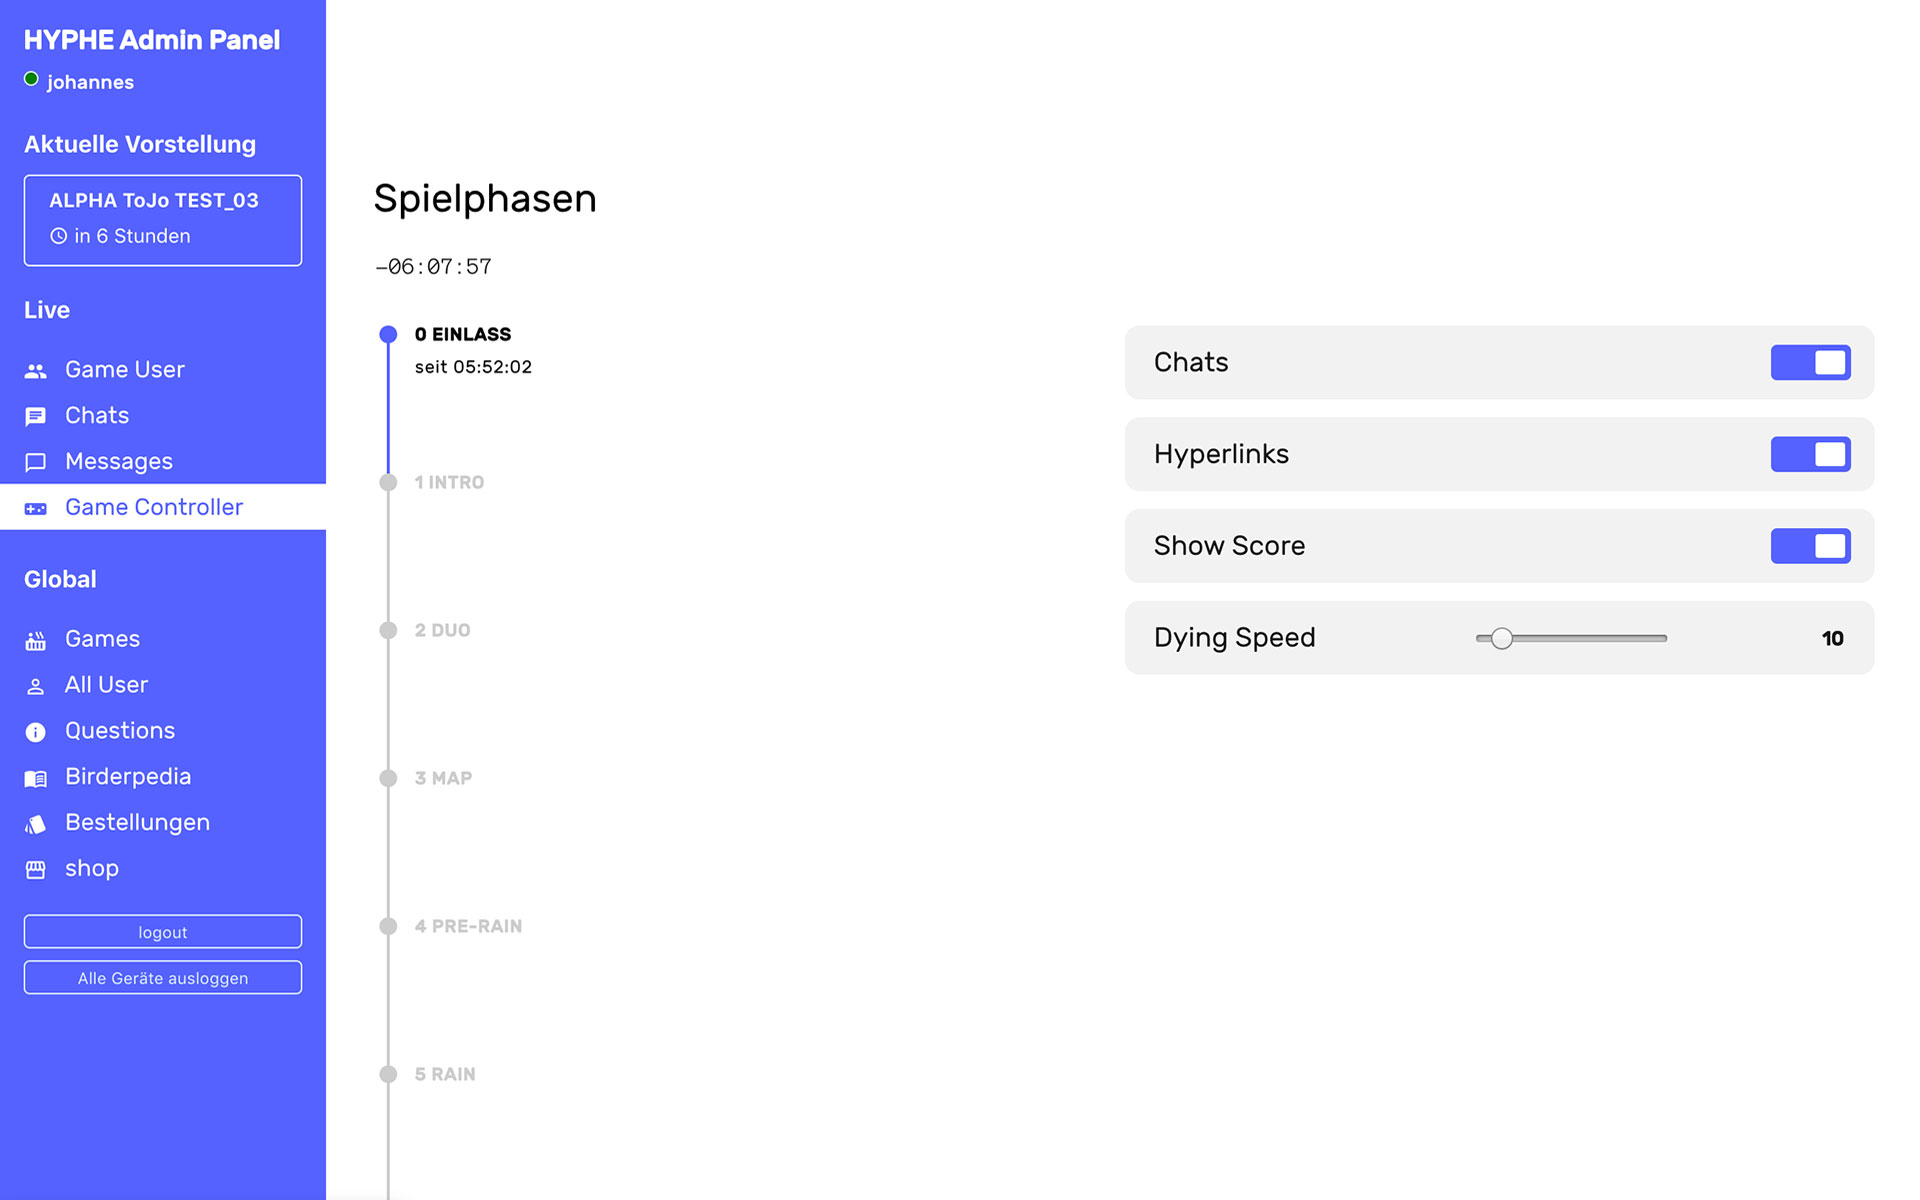 HYPHE Admin Panel
johannes
Aktuelle Vorstellung
ALPHA ToJo TEST_03
in 6 Stunden
Live
Game User
Chats
Messages
Game Controller
Global
Games
All User
Questions
Birderpedia
Bestellungen
shop
logout
Alle Geräte ausloggen
Spielphasen
–06:07:57
0 EINLASS
seit 05:52:02
1 INTRO
2 DUO
3 MAP
4 PRE-RAIN
5 RAIN
Chats
Hyperlinks
Show Score
Dying Speed 10